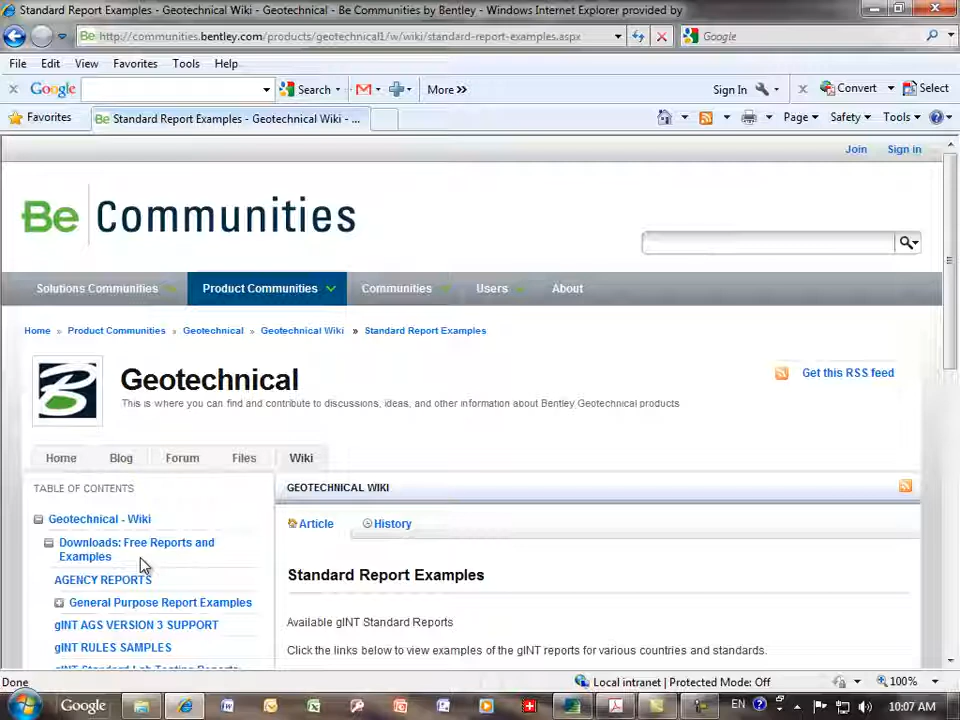 Standard Report Examples - Geotechnical Wiki - Geotechnical - Be Communities by Bentley - Windows Internet Explorer provided by
Be http://communities.bentley.com/products/geotechnical1/w/wiki/standard-report-examples.aspx Google
File Edit View Favorites Tools Help
Google Search More >> Sign In Convert Select
Favorites Be Standard Report Examples - Geotechnical Wiki - ... Page Safety Tools
Join Sign in
Be Communities
Solutions Communities Product Communities Communities Users About
Home » Product Communities » Geotechnical » Geotechnical Wiki » Standard Report Examples
Geotechnical
Get this RSS feed
This is where you can find and contribute to discussions, ideas, and other information about Bentley Geotechnical products
Home Blog Forum Files Wiki
TABLE OF CONTENTS
GEOTECHNICAL WIKI
Geotechnical - Wiki
Article History
Downloads: Free Reports and
Examples
AGENCY REPORTS
Standard Report Examples
General Purpose Report Examples
gINT AGS VERSION 3 SUPPORT
Available gINT Standard Reports
gINT RULES SAMPLES
Click the links below to view examples of the gINT reports for various countries and standards.
gINT Standard Lab Testing Reports
Done Local intranet | Protected Mode: Off 100%
Google EN 10:07 AM